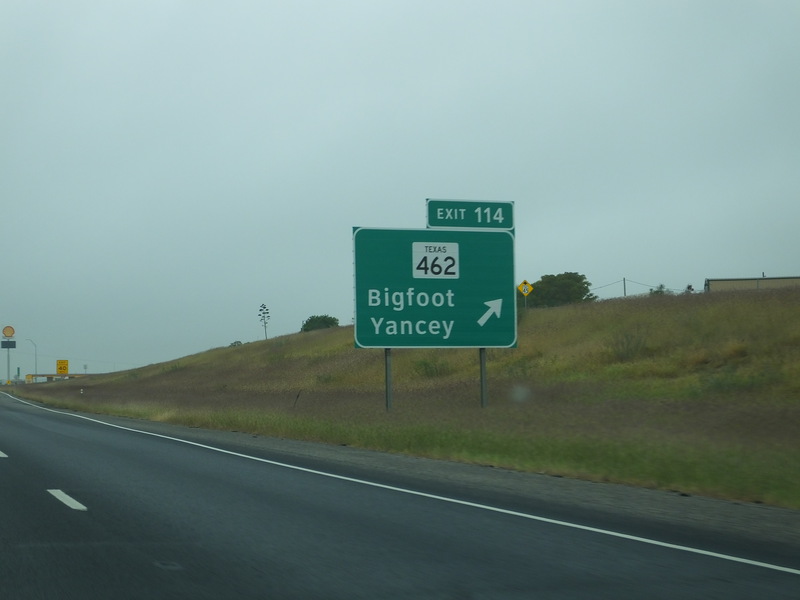 EXIT 114
TEXAS
462
Bigfoot
Yancey